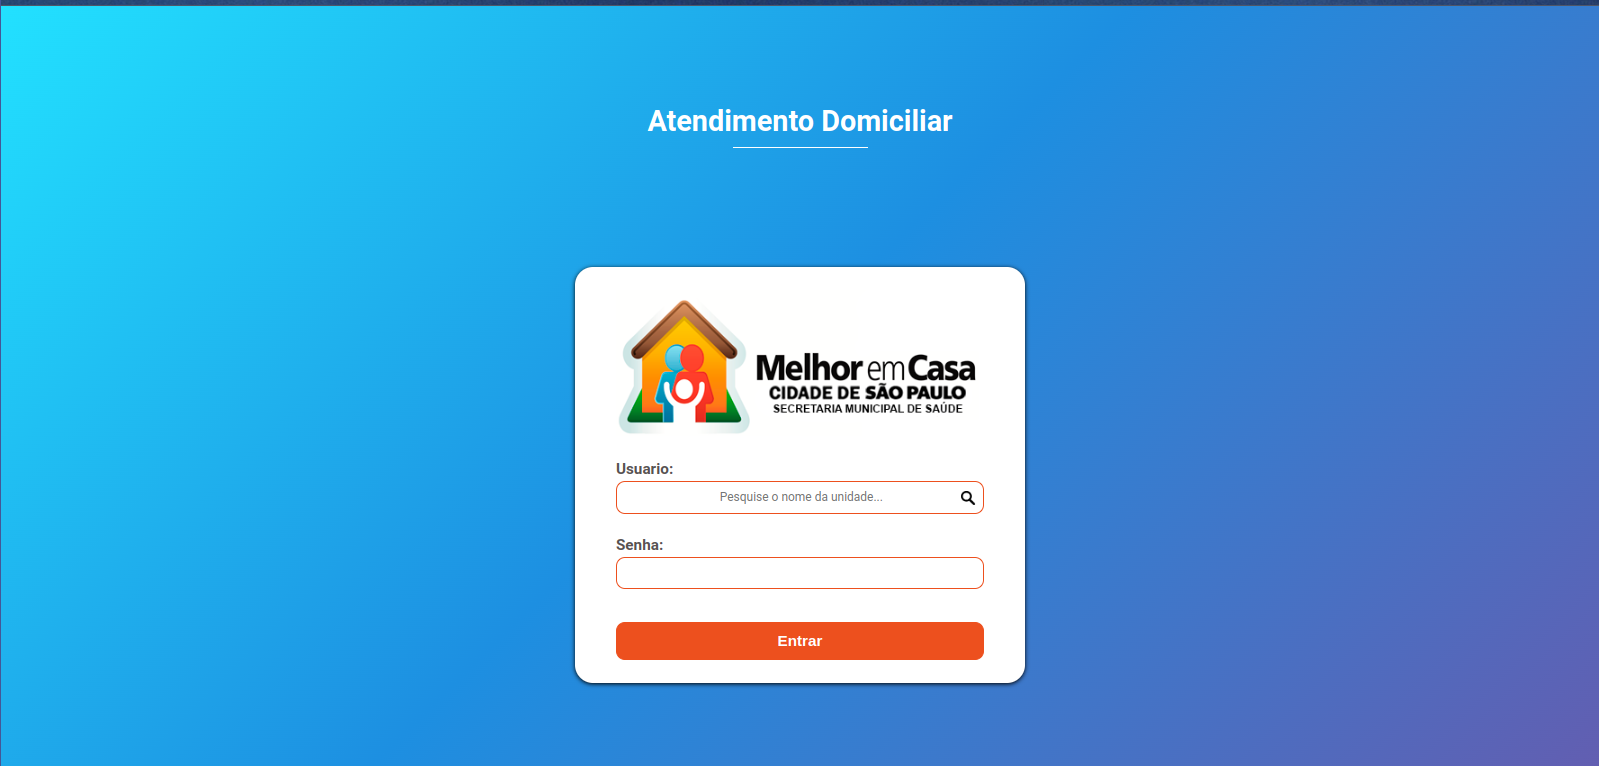 Atendimento Domiciliar
Melhor em Casa
CIDADE DE SÃO PAULO
SECRETARIA MUNICIPAL DE SAÚDE
Usuario:
Pesquise o nome da unidade...
Senha:
Entrar